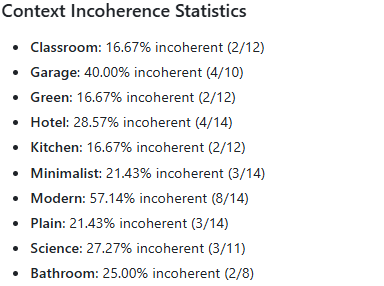 Context Incoherence Statistics
Classroom: 16.67% incoherent (2/12)
Garage: 40.00% incoherent (4/10)
Green: 16.67% incoherent (2/12)
Hotel: 28.57% incoherent (4/14)
Kitchen: 16.67% incoherent (2/12)
Minimalist: 21.43% incoherent (3/14)
Modern: 57.14% incoherent (8/14)
Plain: 21.43% incoherent (3/14)
Science: 27.27% incoherent (3/11)
Bathroom: 25.00% incoherent (2/8)